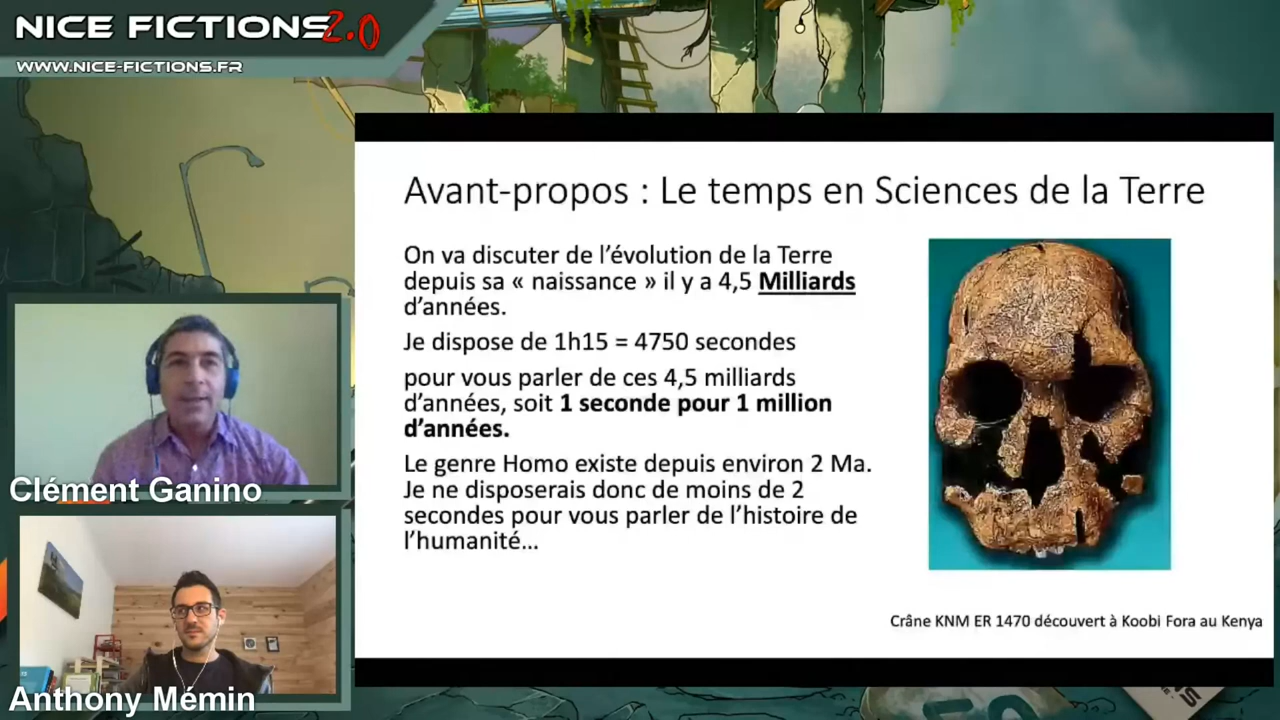 NICE FICTIONS 2.0
WWW.NICE-FICTIONS.FR
Avant-propos : Le temps en Sciences de la Terre
On va discuter de l’évolution de la Terre
depuis sa « naissance » il y a 4,5 Milliards
d’années.
Je dispose de 1h15 = 4750 secondes
pour vous parler de ces 4,5 milliards
d’années, soit 1 seconde pour 1 million
d’années.
Le genre Homo existe depuis environ 2 Ma.
Je ne disposerais donc de moins de 2
secondes pour vous parler de l’histoire de
l’humanité…
Crâne KNM ER 1470 découvert à Koobi Fora au Kenya
Clément Ganino
Anthony Mémin